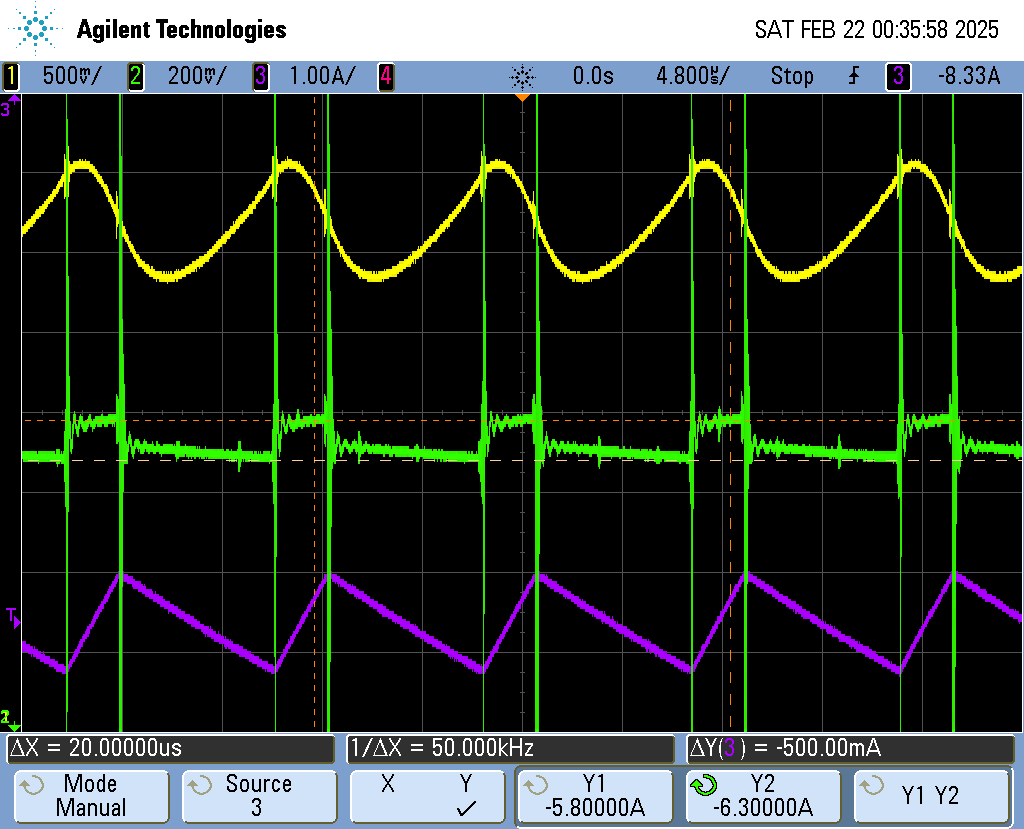 Agilent Technologies
SAT FEB 22 00:35:58 2025
1 500mV/ 2 200mV/ 3 1.00A/ 4 0.0s 4.800us/ Stop 3 -8.33A
3
T
2
ΔX = 20.00000us
1/ΔX = 50.000kHz
ΔY(3) = -500.00mA
Mode
Manual
Source
3
X Y
Y1
-5.80000A
Y2
-6.30000A
Y1 Y2